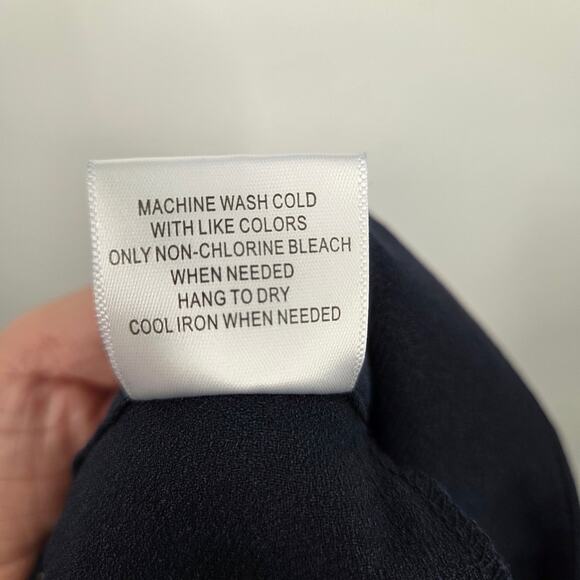 MACHINE WASH COLD
WITH LIKE COLORS
ONLY NON-CHLORINE BLEACH
WHEN NEEDED
HANG TO DRY
COOL IRON WHEN NEEDED